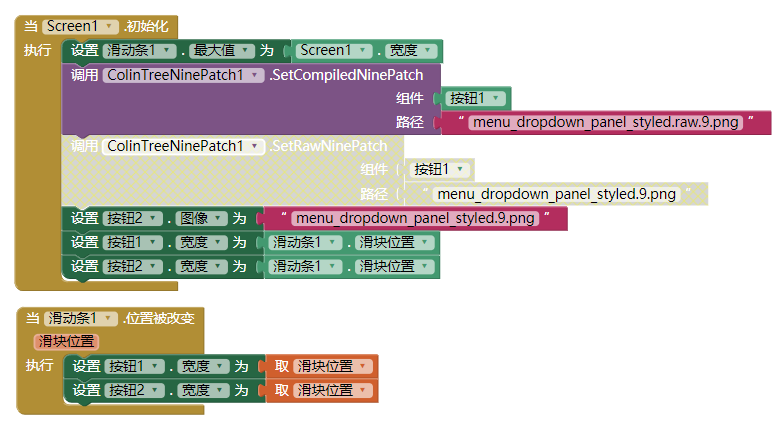 当 Screen1 .初始化
执行 设置 滑动条1 . 最大值 为 Screen1 . 宽度
调用 ColinTreeNinePatch1 .SetCompiledNinePatch
组件 按钮1
路径 “ menu_dropdown_panel_styled.raw.9.png ”
调用 ColinTreeNinePatch1 .SetRawNinePatch
组件 按钮1
路径 “ menu_dropdown_panel_styled.9.png ”
设置 按钮2 . 图像 为 “ menu_dropdown_panel_styled.9.png ”
设置 按钮1 . 宽度 为 滑动条1 . 滑块位置
设置 按钮2 . 宽度 为 滑动条1 . 滑块位置
当 滑动条1 .位置被改变
滑块位置
执行 设置 按钮1 . 宽度 为 取 滑块位置
设置 按钮2 . 宽度 为 取 滑块位置